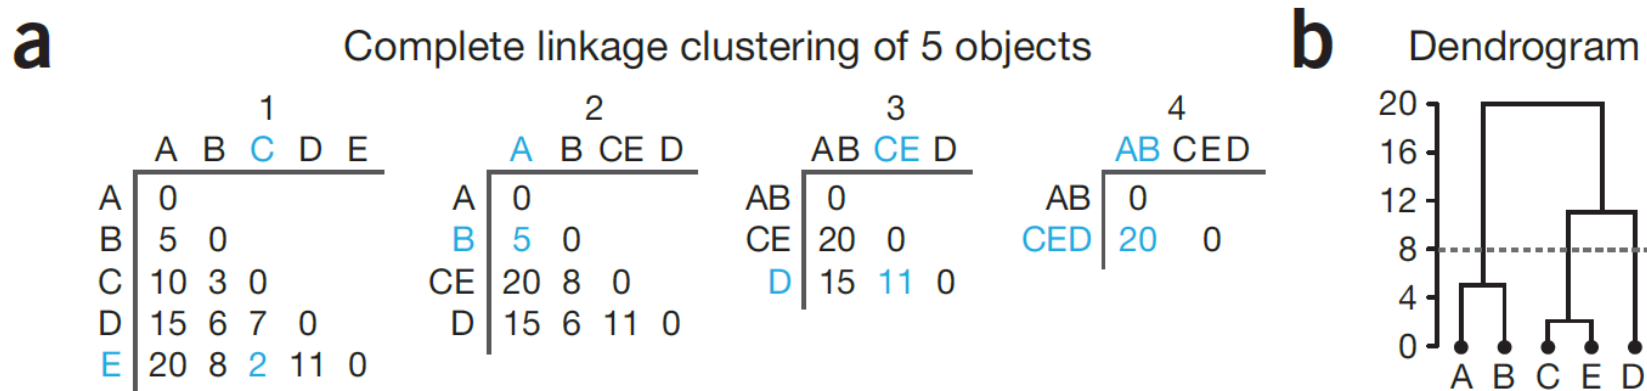 a Complete linkage clustering of 5 objects
1
A B C D E
A 0
B 5 0
C 10 3 0
D 15 6 7 0
E 20 8 2 11 0
2
A B CE D
A 0
B 5 0
CE 20 8 0
D 15 6 11 0
3
AB CE D
AB 0
CE 20 0
D 15 11 0
4
AB CED
AB 0
CED 20 0
b Dendrogram
20
16
12
8
4
0
A B C E D